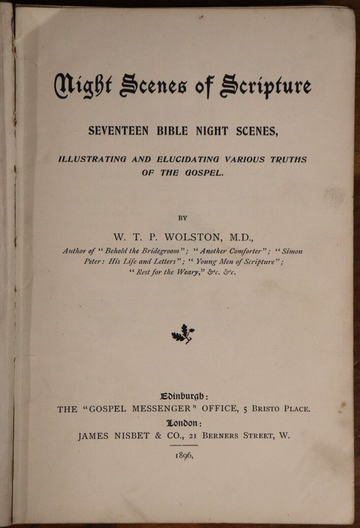 Night Scenes of Scripture
SEVENTEEN BIBLE NIGHT SCENES,
ILLUSTRATING AND ELUCIDATING VARIOUS TRUTHS
OF THE GOSPEL.
BY
W. T. P. WOLSTON, M.D.,
Author of "Behold the Bridegroom"; "Another Comforter"; "Simon
Peter: His Life and Letters"; "Young Men of Scripture";
"Rest for the Weary," &c. &c.
Edinburgh:
THE "GOSPEL MESSENGER" OFFICE, 5 BRISTO PLACE.
London:
JAMES NISBET & CO., 21 BERNERS STREET, W.
1896.